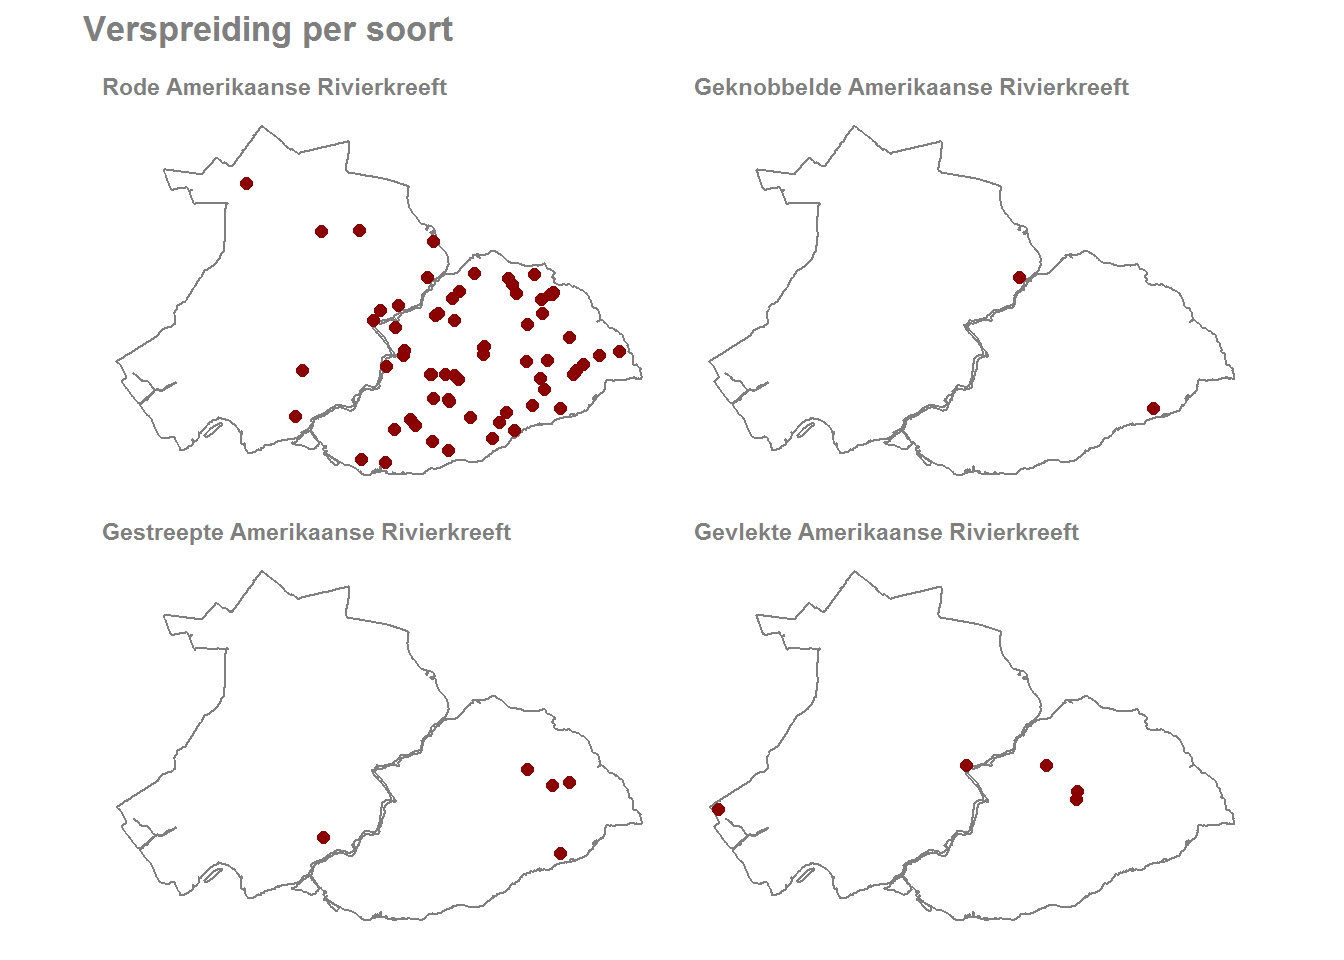 Verspreiding per soort
Rode Amerikaanse Rivierkreeft
Geknobbelde Amerikaanse Rivierkreeft
Gestreepte Amerikaanse Rivierkreeft
Gevlekte Amerikaanse Rivierkreeft